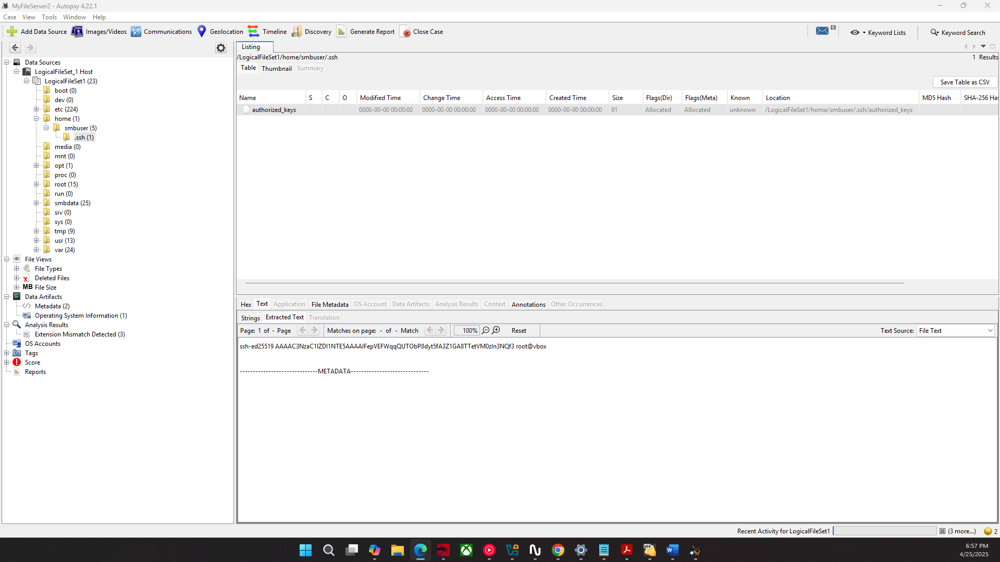 MyFileServer2 - Autopsy 4.22.1
Case View Tools Window Help
Add Data Source Images/Videos Communications Geolocation Timeline Discovery Generate Report Close Case 5 Keyword Lists Keyword Search
Data Sources
LogicalFileSet_1 Host
LogicalFileSet1 (23)
boot (0)
dev (0)
etc (224)
home (1)
smbuser (5)
.ssh (1)
media (0)
mnt (0)
opt (1)
proc (0)
root (15)
run (0)
smbdata (25)
srv (0)
sys (0)
tmp (9)
usr (13)
var (24)
File Views
File Types
Deleted Files
MB File Size
Data Artifacts
Metadata (2)
Operating System Information (1)
Analysis Results
Extension Mismatch Detected (3)
OS Accounts
Tags
Score
Reports
Listing
/LogicalFileSet1/home/smbuser/.ssh 1 Results
Table Thumbnail Summary
Save Table as CSV
Name S C O Modified Time Change Time Access Time Created Time Size Flags(Dir) Flags(Meta) Known Location MD5 Hash SHA-256 Has
authorized_keys 0000-00-00 00:00:00 0000-00-00 00:00:00 0000-00-00 00:00:00 0000-00-00 00:00:00 91 Allocated Allocated unknown /LogicalFileSet1/home/smbuser/.ssh/authorized_keys
Hex Text Application File Metadata OS Account Data Artifacts Analysis Results Context Annotations Other Occurrences
Strings Extracted Text Translation
Page: 1 of - Page Matches on page: - of - Match 100% Reset Text Source: File Text
ssh-ed25519 AAAAC3NzaC1lZDI1NTE5AAAAIFepVEFWqqQUTObP8dyt5fA3Z1GA8TTetVM0zln3NQf3 root@vbox
------------------------------METADATA------------------------------
Recent Activity for LogicalFileSet1 (3 more...) 2
6:57 PM
4/25/2025